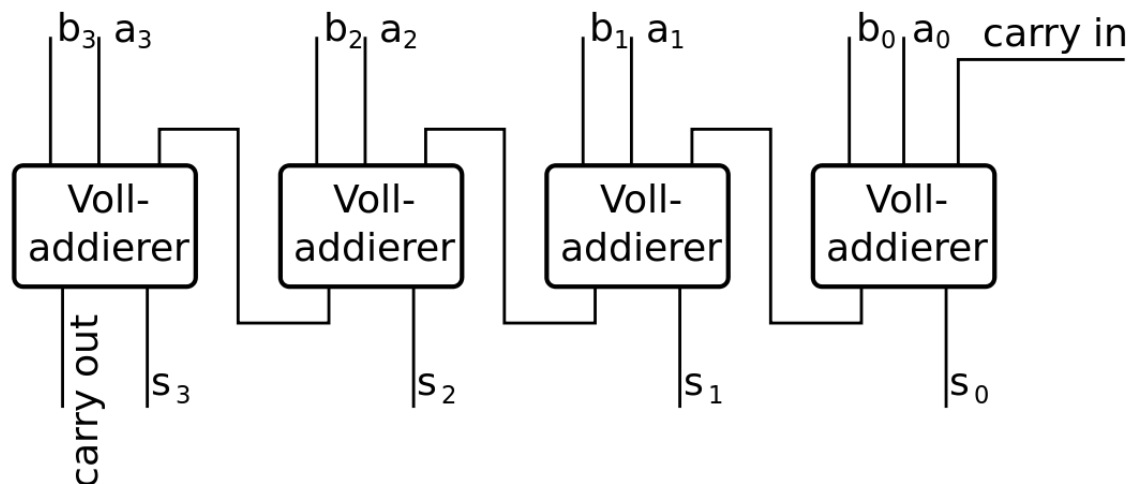 b₃ a₃ b₂ a₂ b₁ a₁ b₀ a₀ carry in
Voll-
addierer
Voll-
addierer
Voll-
addierer
Voll-
addierer
carry out
s₃ s₂ s₁ s₀